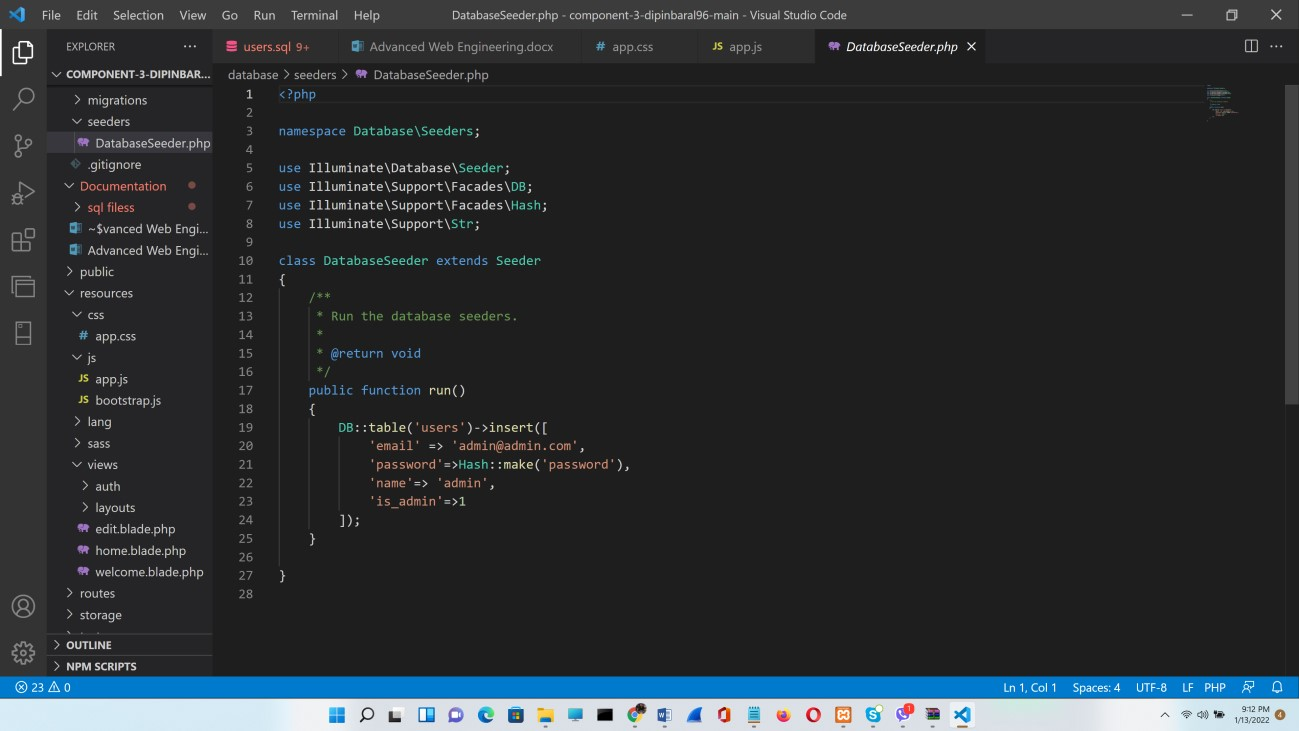 File Edit Selection View Go Run Terminal Help DatabaseSeeder.php - component-3-dipinbaral96-main - Visual Studio Code
EXPLORER ...
users.sql 9+ Advanced Web Engineering.docx # app.css JS app.js DatabaseSeeder.php
COMPONENT-3-DIPINBAR...
migrations
seeders
DatabaseSeeder.php
.gitignore
Documentation
sql filess
~$vanced Web Engi...
Advanced Web Engi...
public
resources
css
# app.css
js
JS app.js
JS bootstrap.js
lang
sass
views
auth
layouts
edit.blade.php
home.blade.php
welcome.blade.php
routes
storage
OUTLINE
NPM SCRIPTS
database > seeders > DatabaseSeeder.php
1 <?php
2
3 namespace Database\Seeders;
4
5 use Illuminate\Database\Seeder;
6 use Illuminate\Support\Facades\DB;
7 use Illuminate\Support\Facades\Hash;
8 use Illuminate\Support\Str;
9
10 class DatabaseSeeder extends Seeder
11 {
12 /**
13 * Run the database seeders.
14 *
15 * @return void
16 */
17 public function run()
18 {
19 DB::table('users')->insert([
20 'email' => 'admin@admin.com',
21 'password'=>Hash::make('password'),
22 'name'=> 'admin',
23 'is_admin'=>1
24 ]);
25 }
26
27 }
28
23 0 Ln 1, Col 1 Spaces: 4 UTF-8 LF PHP
9:12 PM
1/13/2022 4